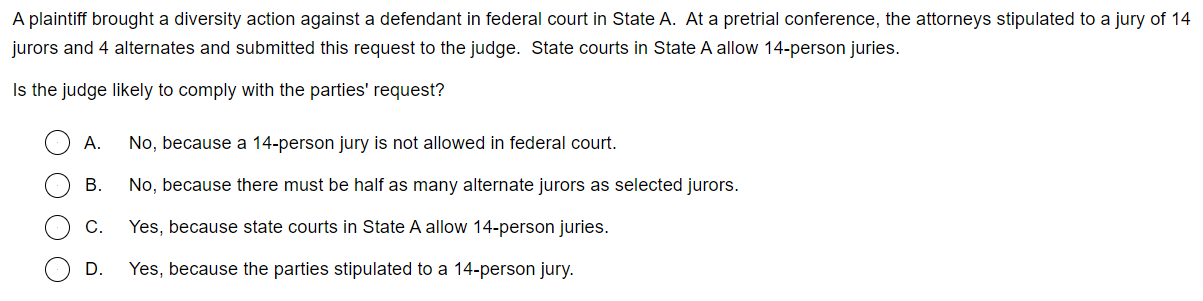 A plaintiff brought a diversity action against a defendant in federal court in State A.  At a pretrial conference, the attorneys stipulated to a jury of 14
jurors and 4 alternates and submitted this request to the judge.  State courts in State A allow 14-person juries.
Is the judge likely to comply with the parties' request?
A. No, because a 14-person jury is not allowed in federal court.
B. No, because there must be half as many alternate jurors as selected jurors.
C. Yes, because state courts in State A allow 14-person juries.
D. Yes, because the parties stipulated to a 14-person jury.